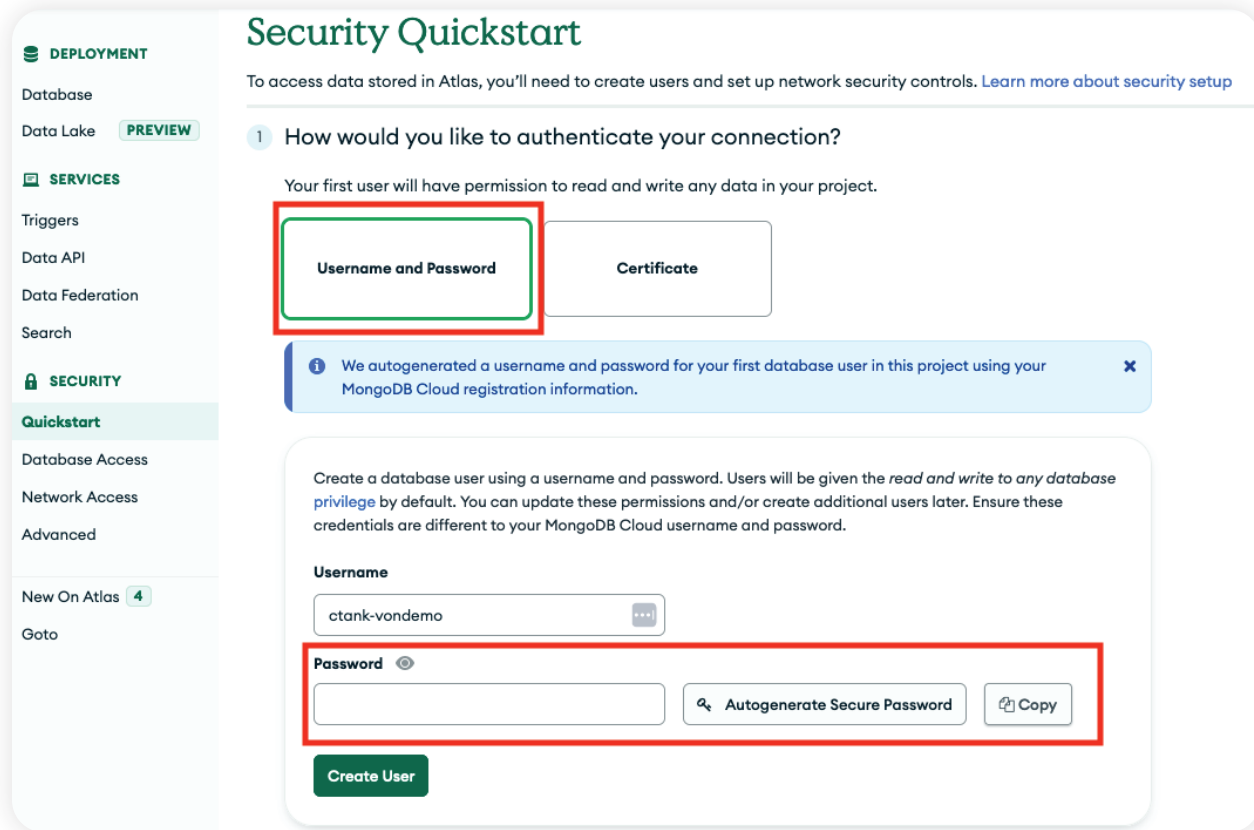 DEPLOYMENT
Database
Data Lake PREVIEW
SERVICES
Triggers
Data API
Data Federation
Search
SECURITY
Quickstart
Database Access
Network Access
Advanced
New On Atlas 4
Goto
Security Quickstart
To access data stored in Atlas, you’ll need to create users and set up network security controls. Learn more about security setup
1 How would you like to authenticate your connection?
Your first user will have permission to read and write any data in your project.
Username and Password Certificate
We autogenerated a username and password for your first database user in this project using your
MongoDB Cloud registration information.
Create a database user using a username and password. Users will be given the read and write to any database
privilege by default. You can update these permissions and/or create additional users later. Ensure these
credentials are different to your MongoDB Cloud username and password.
Username
ctank-vondemo
Password
Autogenerate Secure Password Copy
Create User